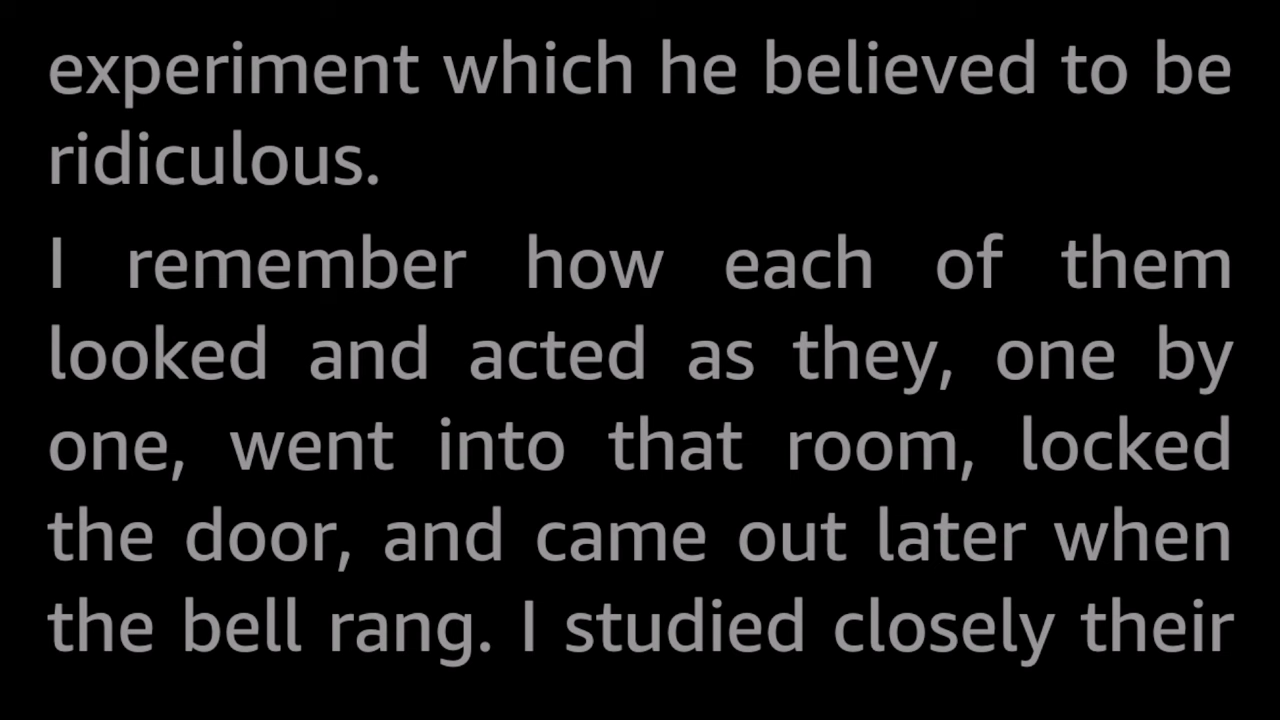 experiment which he believed to be
ridiculous.
I remember how each of them
looked and acted as they, one by
one, went into that room, locked
the door, and came out later when
the bell rang. I studied closely their